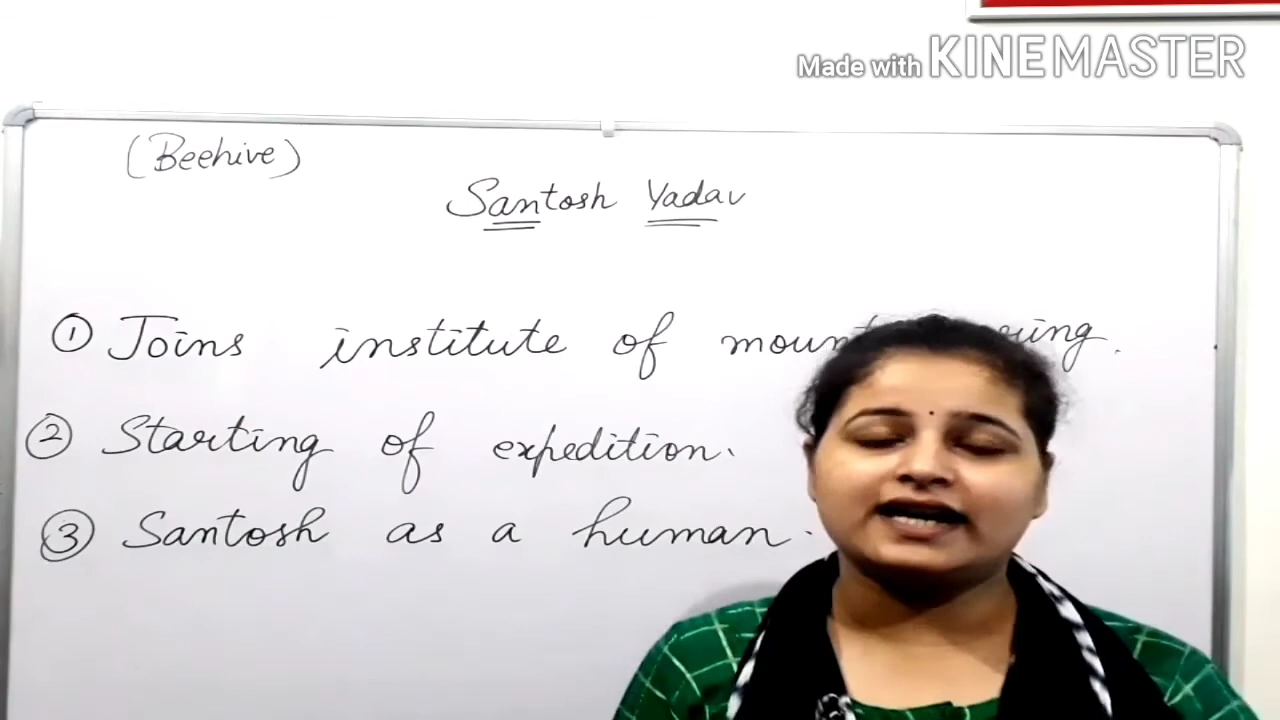 Made with KINEMASTER
(Beehive)
Santosh Yadav
① Joins institute of
② Starting of expedition.
③ Santosh as a human.